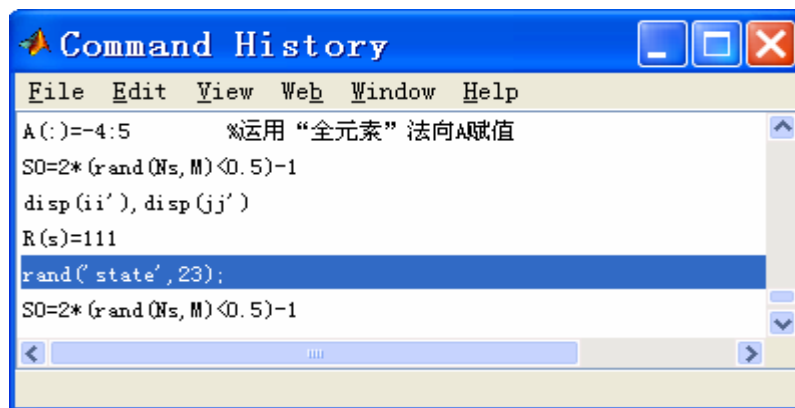 Command History
File Edit View Web Window Help
A(:)=-4:5 %运用“全元素”法向A赋值
S0=2*(rand(Ns,M)<0.5)-1
disp(ii'),disp(jj')
R(s)=111
rand('state',23);
S0=2*(rand(Ns,M)<0.5)-1